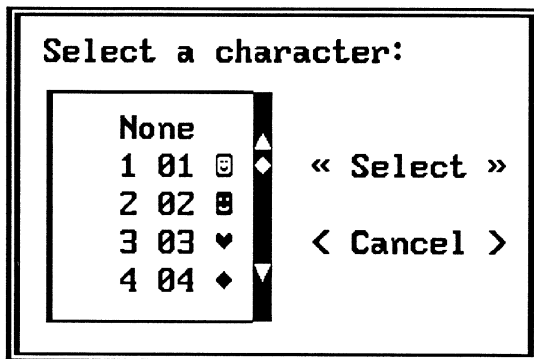 Select a character:
None
1 01 ☺
2 02 ☻
3 03 ♥
4 04 ♦
« Select »
< Cancel >